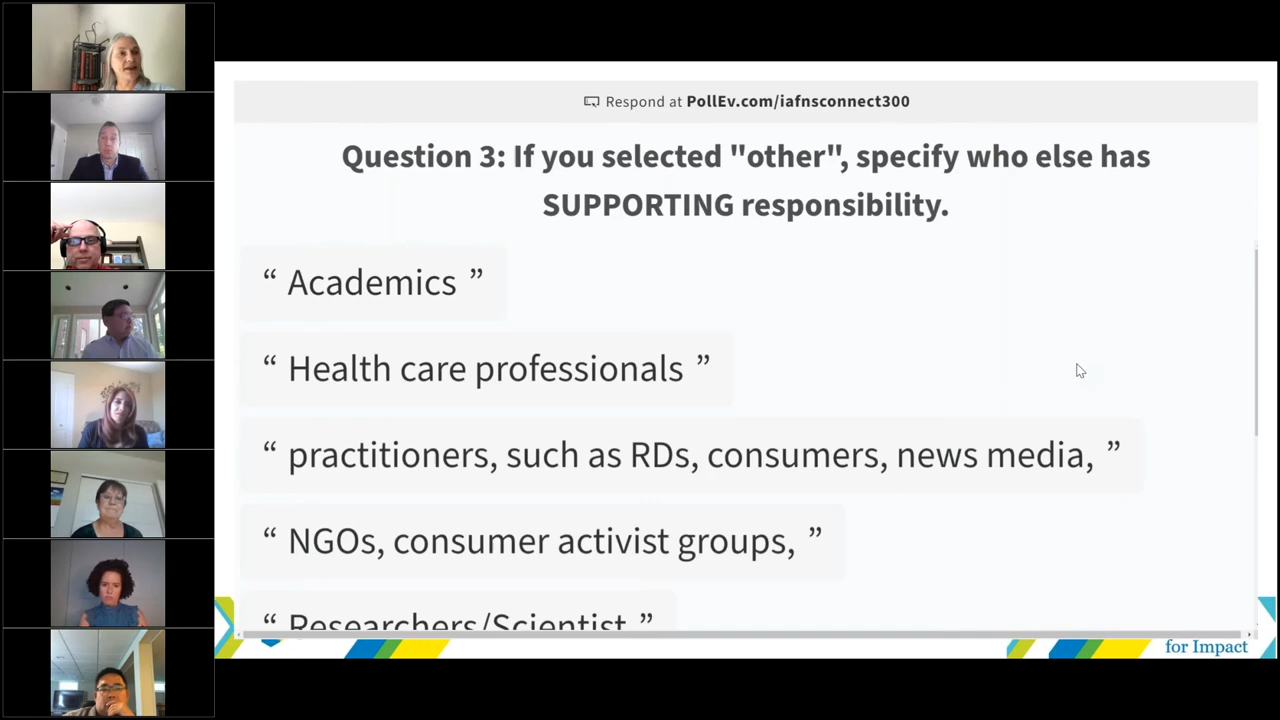 Respond at PollEv.com/iafnsconnect300
Question 3: If you selected "other", specify who else has
SUPPORTING responsibility.
“ Academics ”
“ Health care professionals ”
“ practitioners, such as RDs, consumers, news media, ”
“ NGOs, consumer activist groups, ”
“ Researchers/Scientist ”
for Impact